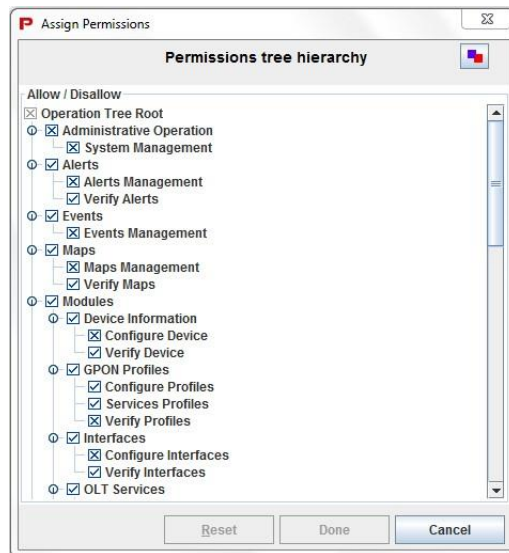 Assign Permissions
Permissions tree hierarchy
Allow / Disallow
Operation Tree Root
Administrative Operation
System Management
Alerts
Alerts Management
Verify Alerts
Events
Events Management
Maps
Maps Management
Verify Maps
Modules
Device Information
Configure Device
Verify Device
GPON Profiles
Configure Profiles
Services Profiles
Verify Profiles
Interfaces
Configure Interfaces
Verify Interfaces
OLT Services
Reset Done Cancel